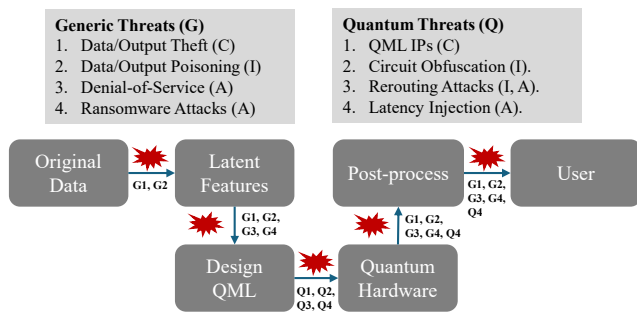 Generic Threats (G)
1. Data/Output Theft (C)
2. Data/Output Poisoning (I)
3. Denial-of-Service (A)
4. Ransomware Attacks (A)
Quantum Threats (Q)
1. QML IPs (C)
2. Circuit Obfuscation (I).
3. Rerouting Attacks (I, A).
4. Latency Injection (A).
Original
Data
G1, G2
Latent
Features
G1, G2,
G3, G4
Design
QML
Q1, Q2,
Q3, Q4
Quantum
Hardware
G1, G2,
G3, G4, Q4
Post-process
G1, G2,
G3, G4,
Q4
User